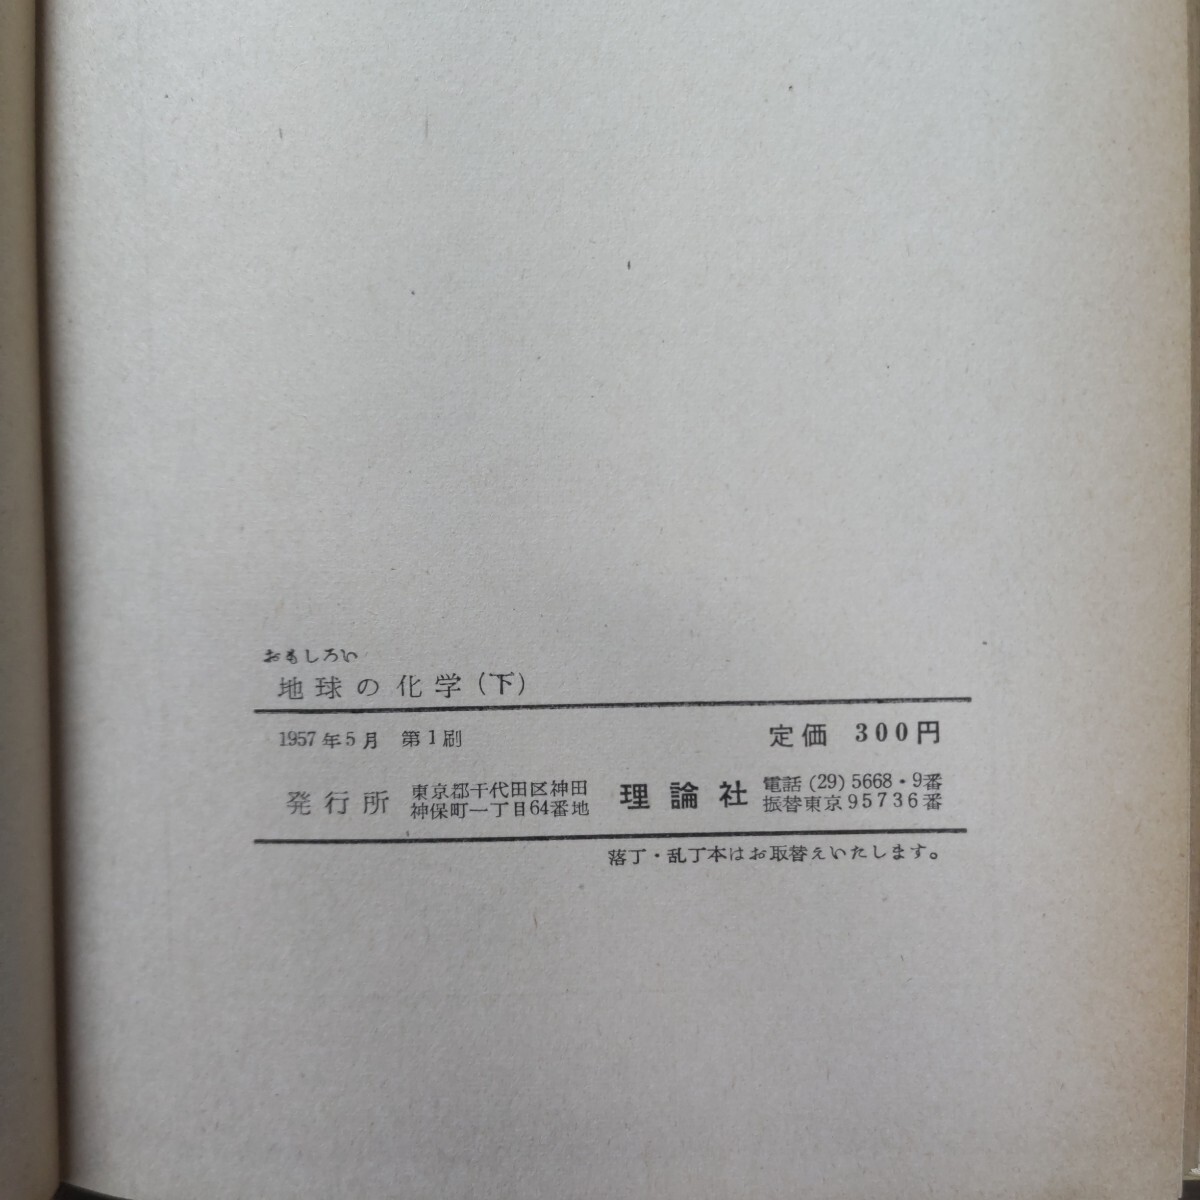 おもしろい
地球の化学(下)
1957年5月 第1刷 定価 300円
発行所 東京都千代田区神田神保町一丁目64番地 理論社 電話 (29) 5668・9番
振替東京95736番
落丁・乱丁本はお取替えいたします。